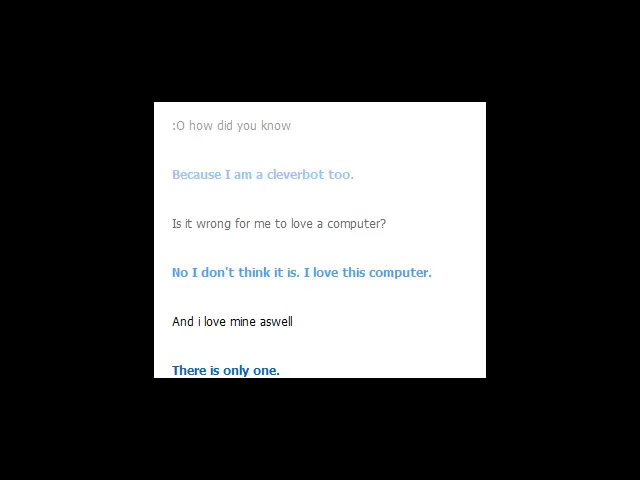 :O how did you know
Because I am a cleverbot too.
Is it wrong for me to love a computer?
No I don't think it is. I love this computer.
And i love mine aswell
There is only one.